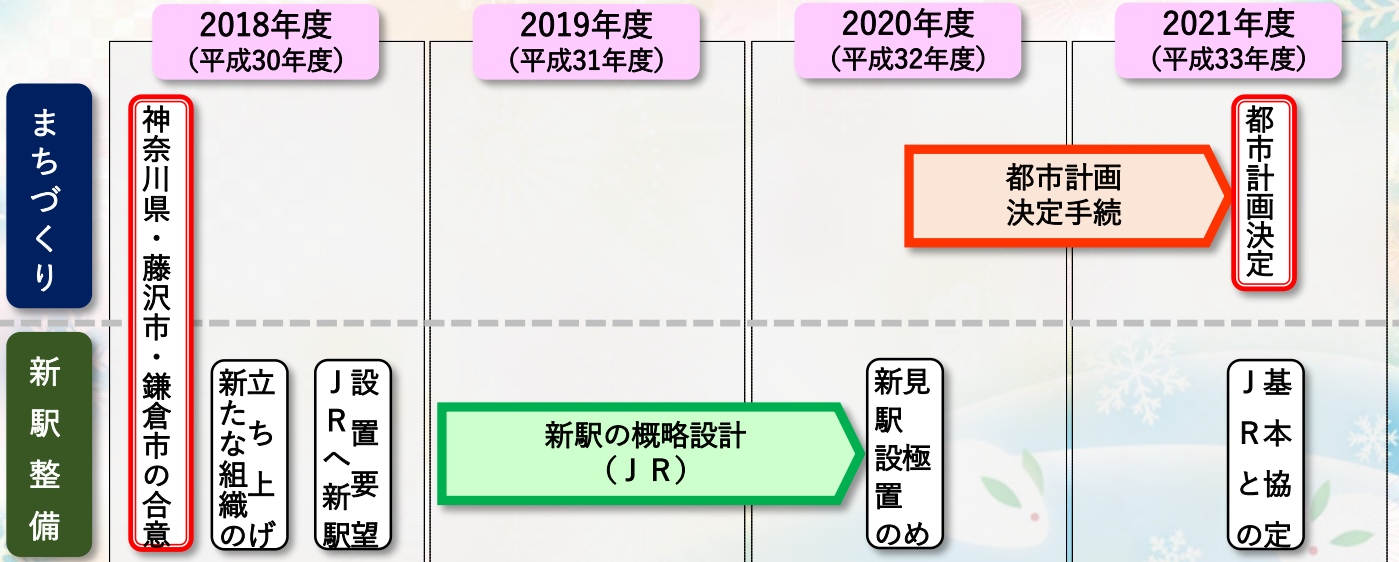 2018年度
（平成30年度）
2019年度
（平成31年度）
2020年度
（平成32年度）
2021年度
（平成33年度）
まちづくり
神奈川県・藤沢市・鎌倉市の合意
都市計画
決定手続
都市計画決定
新駅整備
新たな組織の
立ち上げ
ＪＲへ新駅
設置要望
新駅の概略設計
（ＪＲ）
新駅設置の
見極め
ＪＲとの
基本協定